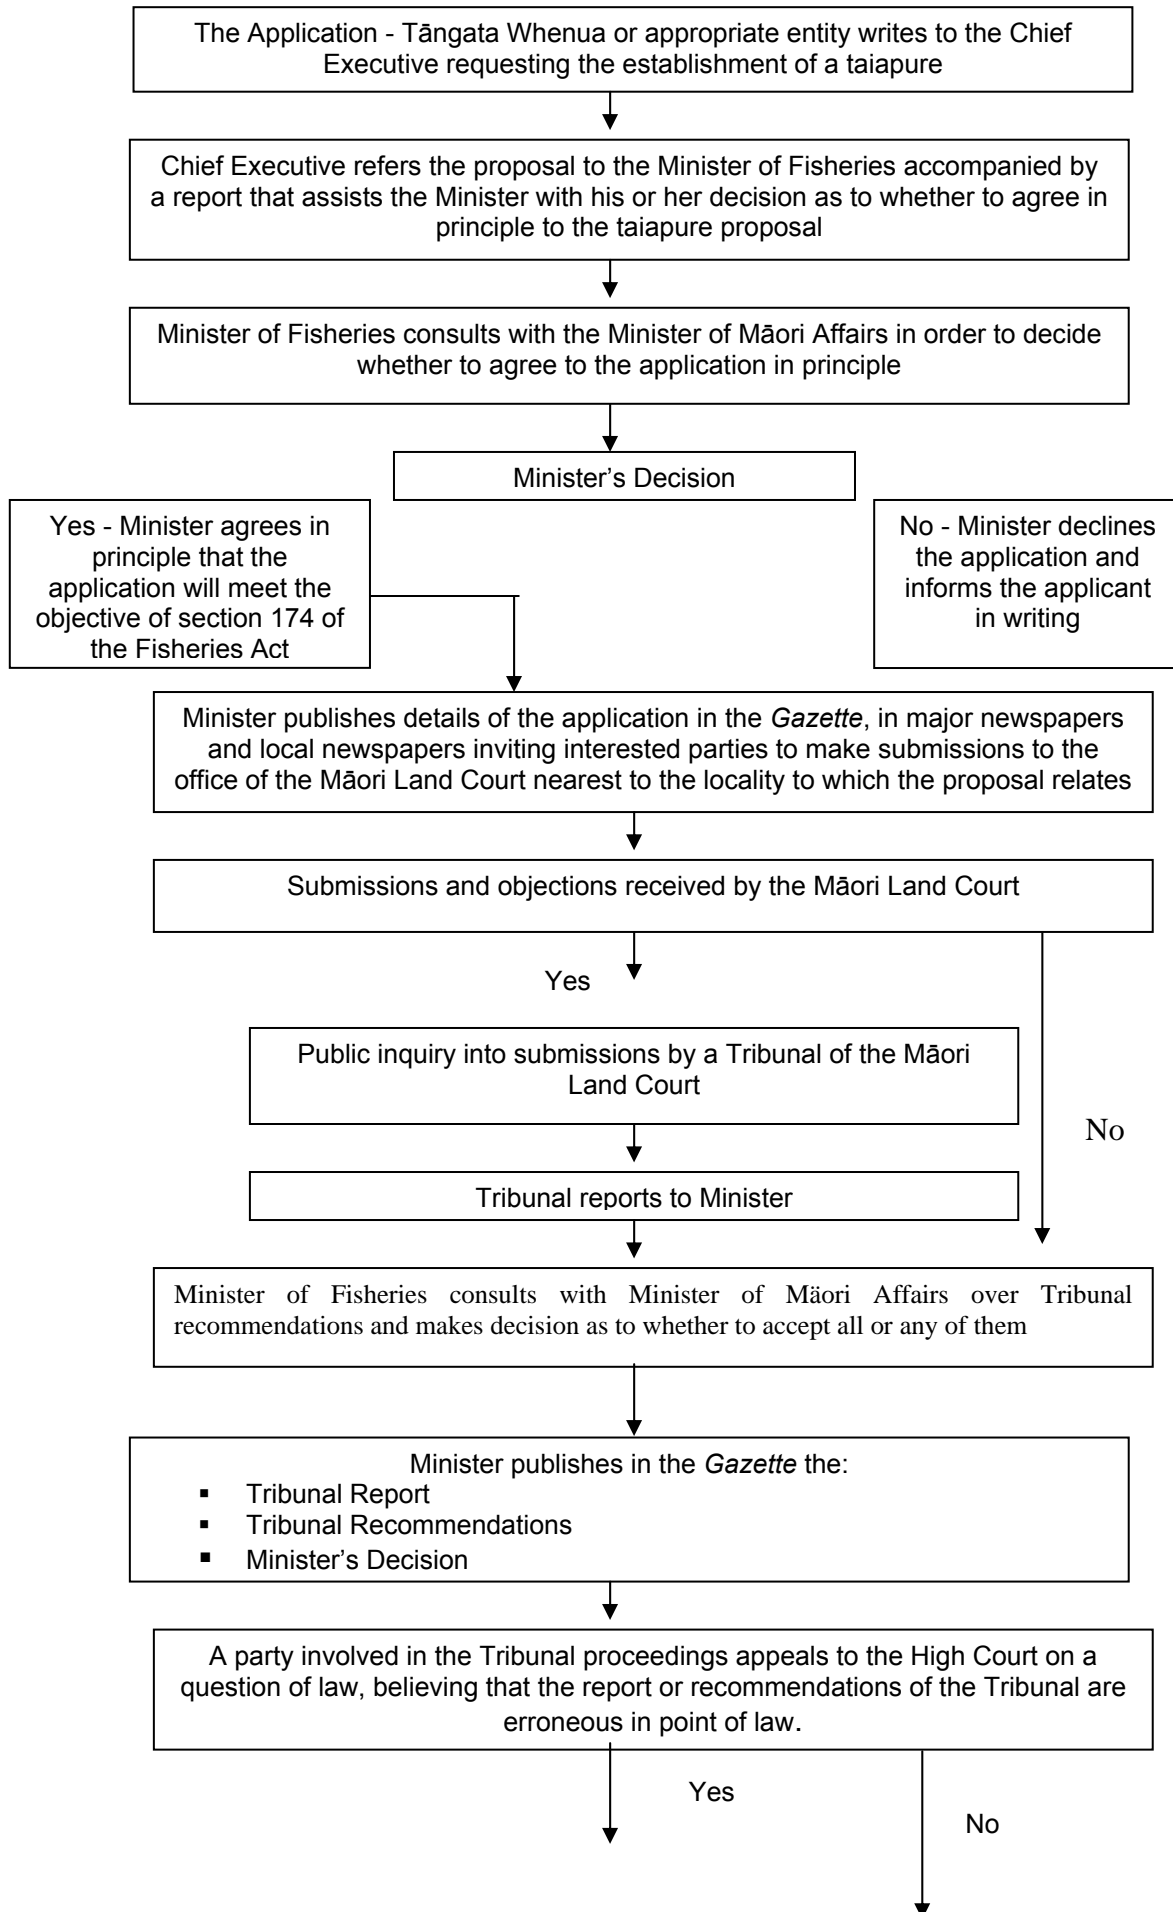 The Application - Tāngata Whenua or appropriate entity writes to the Chief
Executive requesting the establishment of a taiapure
Chief Executive refers the proposal to the Minister of Fisheries accompanied by
a report that assists the Minister with his or her decision as to whether to agree in
principle to the taiapure proposal
Minister of Fisheries consults with the Minister of Māori Affairs in order to decide
whether to agree to the application in principle
Minister’s Decision
Yes - Minister agrees in
principle that the
application will meet the
objective of section 174 of
the Fisheries Act
No - Minister declines
the application and
informs the applicant
in writing
Minister publishes details of the application in the Gazette, in major newspapers
and local newspapers inviting interested parties to make submissions to the
office of the Māori Land Court nearest to the locality to which the proposal relates
Submissions and objections received by the Māori Land Court
Yes
Public inquiry into submissions by a Tribunal of the Māori
Land Court
No
Tribunal reports to Minister
Minister of Fisheries consults with Minister of Mäori Affairs over Tribunal
recommendations and makes decision as to whether to accept all or any of them
Minister publishes in the Gazette the:
▪ Tribunal Report
▪ Tribunal Recommendations
▪ Minister’s Decision
A party involved in the Tribunal proceedings appeals to the High Court on a
question of law, believing that the report or recommendations of the Tribunal are
erroneous in point of law.
Yes
No